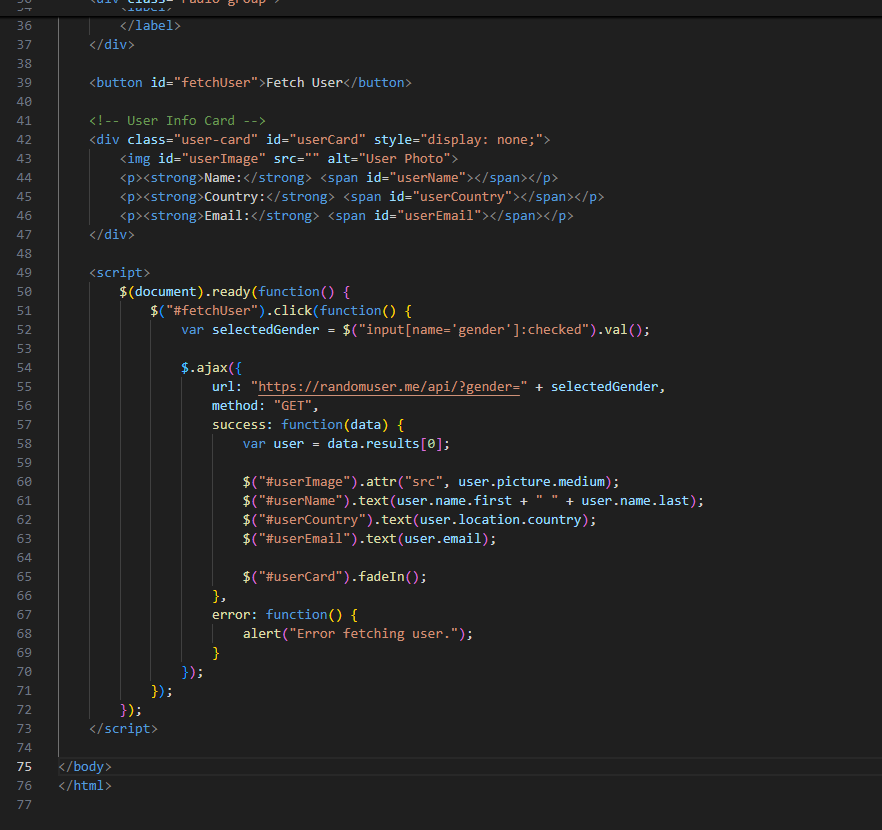 <div class="radio-group">
<label>
36 </label>
37 </div>
38
39 <button id="fetchUser">Fetch User</button>
40
41 <!-- User Info Card -->
42 <div class="user-card" id="userCard" style="display: none;">
43 <img id="userImage" src="" alt="User Photo">
44 <p><strong>Name:</strong> <span id="userName"></span></p>
45 <p><strong>Country:</strong> <span id="userCountry"></span></p>
46 <p><strong>Email:</strong> <span id="userEmail"></span></p>
47 </div>
48
49 <script>
50 $(document).ready(function() {
51 $("#fetchUser").click(function() {
52 var selectedGender = $("input[name='gender']:checked").val();
53
54 $.ajax({
55 url: "https://randomuser.me/api/?gender=" + selectedGender,
56 method: "GET",
57 success: function(data) {
58 var user = data.results[0];
59
60 $("#userImage").attr("src", user.picture.medium);
61 $("#userName").text(user.name.first + " " + user.name.last);
62 $("#userCountry").text(user.location.country);
63 $("#userEmail").text(user.email);
64
65 $("#userCard").fadeIn();
66 },
67 error: function() {
68 alert("Error fetching user.");
69 }
70 });
71 });
72 });
73 </script>
74
75 </body>
76 </html>
77